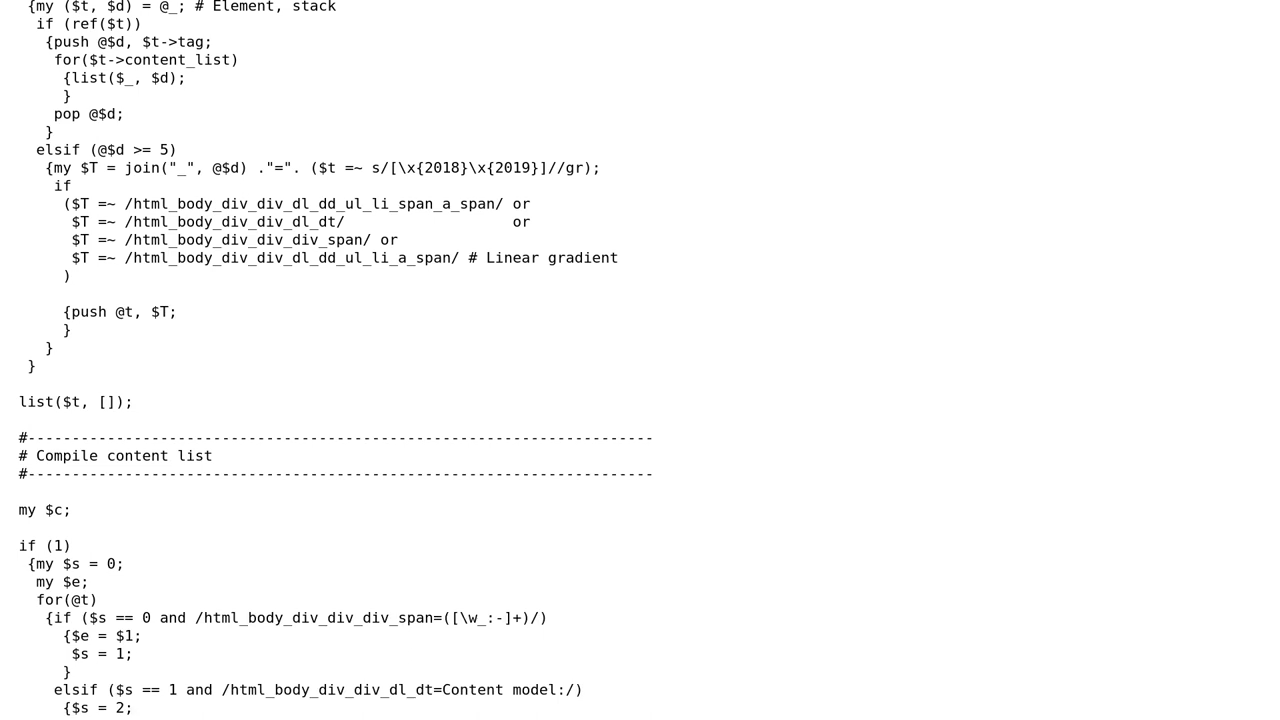 {my ($t, $d) = @_; # Element, stack
if (ref($t))
{push @$d, $t->tag;
for($t->content_list)
{list($_, $d);
}
pop @$d;
}
elsif (@$d >= 5)
{my $T = join("_", @$d) ."=". ($t =~ s/[\x{2018}\x{2019}]//gr);
if
($T =~ /html_body_div_div_dl_dd_ul_li_span_a_span/ or
$T =~ /html_body_div_div_dl_dt/ or
$T =~ /html_body_div_div_div_span/ or
$T =~ /html_body_div_div_dl_dd_ul_li_a_span/ # Linear gradient
)
{push @t, $T;
}
}
}
list($t, []);
#-----------------------------------------------------------------------
# Compile content list
#-----------------------------------------------------------------------
my $c;
if (1)
{my $s = 0;
my $e;
for(@t)
{if ($s == 0 and /html_body_div_div_div_span=([\w_:-]+)/)
{$e = $1;
$s = 1;
}
elsif ($s == 1 and /html_body_div_div_dl_dt=Content model:/)
{$s = 2;